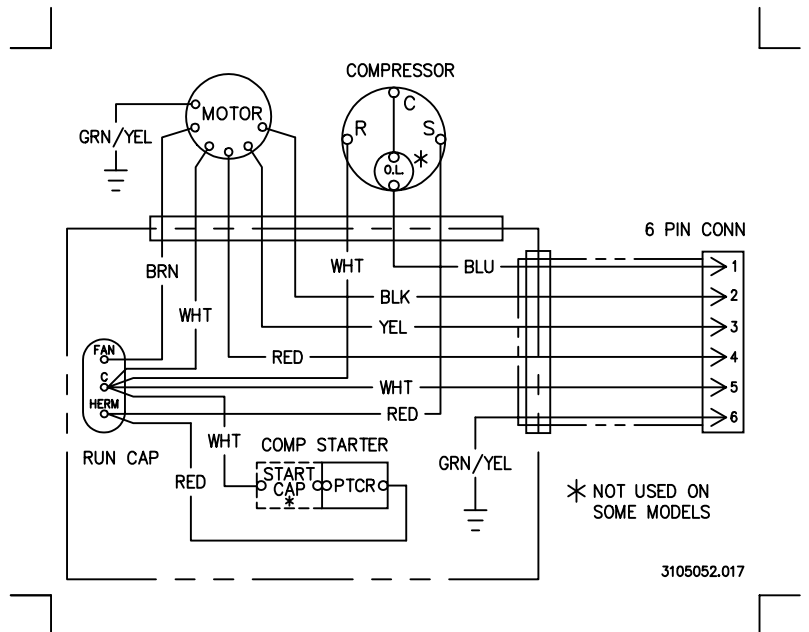 COMPRESSOR
MOTOR
C
R
S
GRN/YEL
O.L.
*
6 PIN CONN
BRN
WHT
BLU
1
BLK
2
WHT
YEL
3
FAN
RED
4
C
WHT
5
HERM
RED
6
RUN CAP
WHT
COMP STARTER
GRN/YEL
RED
START
CAP
*
PTCR
* NOT USED ON
SOME MODELS
3105052.017